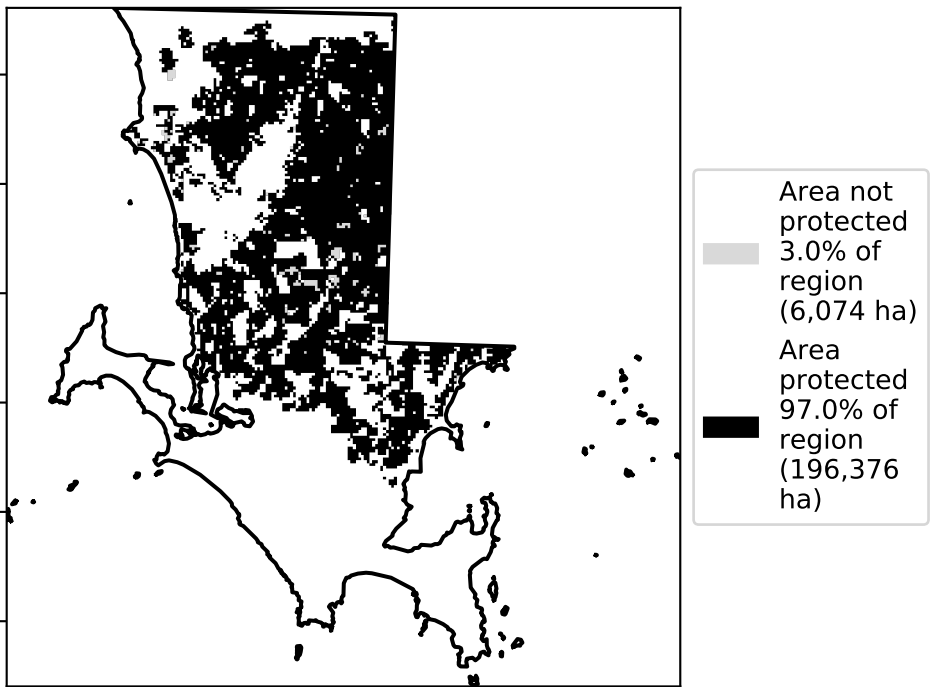 Area not
protected
3.0% of
region
(6,074 ha)
Area
protected
97.0% of
region
(196,376
ha)